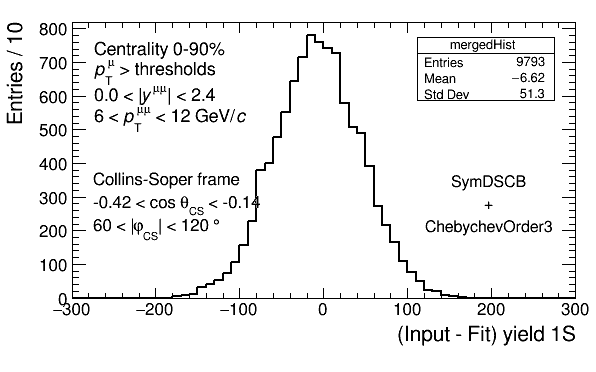 Entries / 10
800
700
600
500
400
300
200
100
0
Centrality 0-90%
p_T^μ > thresholds
0.0 < |y^μμ| < 2.4
6 < p_T^μμ < 12 GeV/c
Collins-Soper frame
-0.42 < cos θ_CS < -0.14
60 < |φ_CS| < 120 °
mergedHist
Entries 9793
Mean −6.62
Std Dev 51.3
SymDSCB
+
ChebychevOrder3
−300 −200 −100 0 100 200 300
(Input - Fit) yield 1S